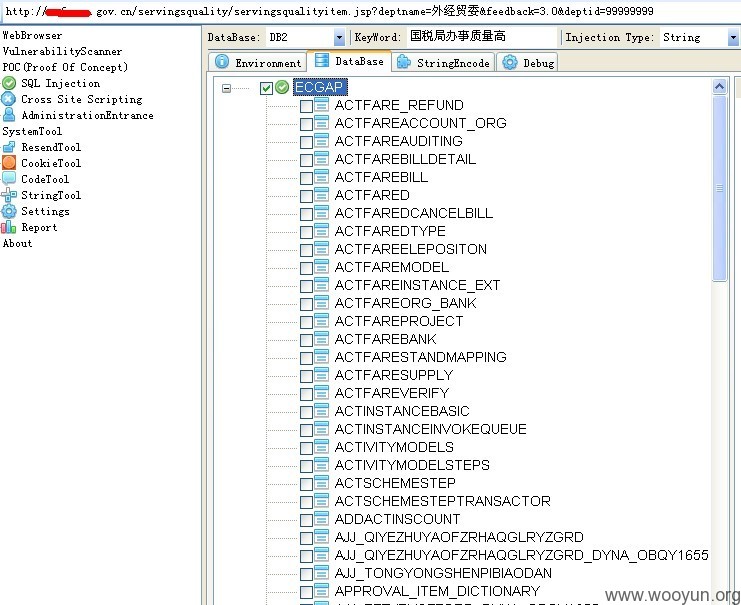 http://.gov.cn/servingsquality/servingsqualityitem.jsp?deptname=外经贸委&feedback=3.0&deptid=99999999
WebBrowser
VulnerabilityScanner
POC(Proof Of Concept)
SQL Injection
Cross Site Scripting
AdministrationEntrance
SystemTool
ResendTool
CookieTool
CodeTool
StringTool
Settings
Report
About
DataBase: DB2 KeyWord: 国税局办事质量高 Injection Type: String
Environment DataBase StringEncode Debug
ECGAP
ACTFARE_REFUND
ACTFAREACCOUNT_ORG
ACTFAREAUDITING
ACTFAREBILLDETAIL
ACTFAREBILL
ACTFARED
ACTFAREDCANCELBILL
ACTFAREDTYPE
ACTFAREELEPOSITON
ACTFAREMODEL
ACTFAREINSTANCE_EXT
ACTFAREORG_BANK
ACTFAREPROJECT
ACTFAREBANK
ACTFARESTANDMAPPING
ACTFARESUPPLY
ACTFAREVERIFY
ACTINSTANCEBASIC
ACTINSTANCEINVOKEQUEUE
ACTIVITYMODELS
ACTIVITYMODELSTEPS
ACTSCHEMESTEP
ACTSCHEMESTEPTRANSACTOR
ADDACTINSCOUNT
AJJ_QIYEZHUYAOFZRHAQGLRYZGRD
AJJ_QIYEZHUYAOFZRHAQGLRYZGRD_DYNA_OBQY1655
AJJ_TONGYONGSHENPIBIAODAN
APPROVAL_ITEM_DICTIONARY
www.wooyun.org